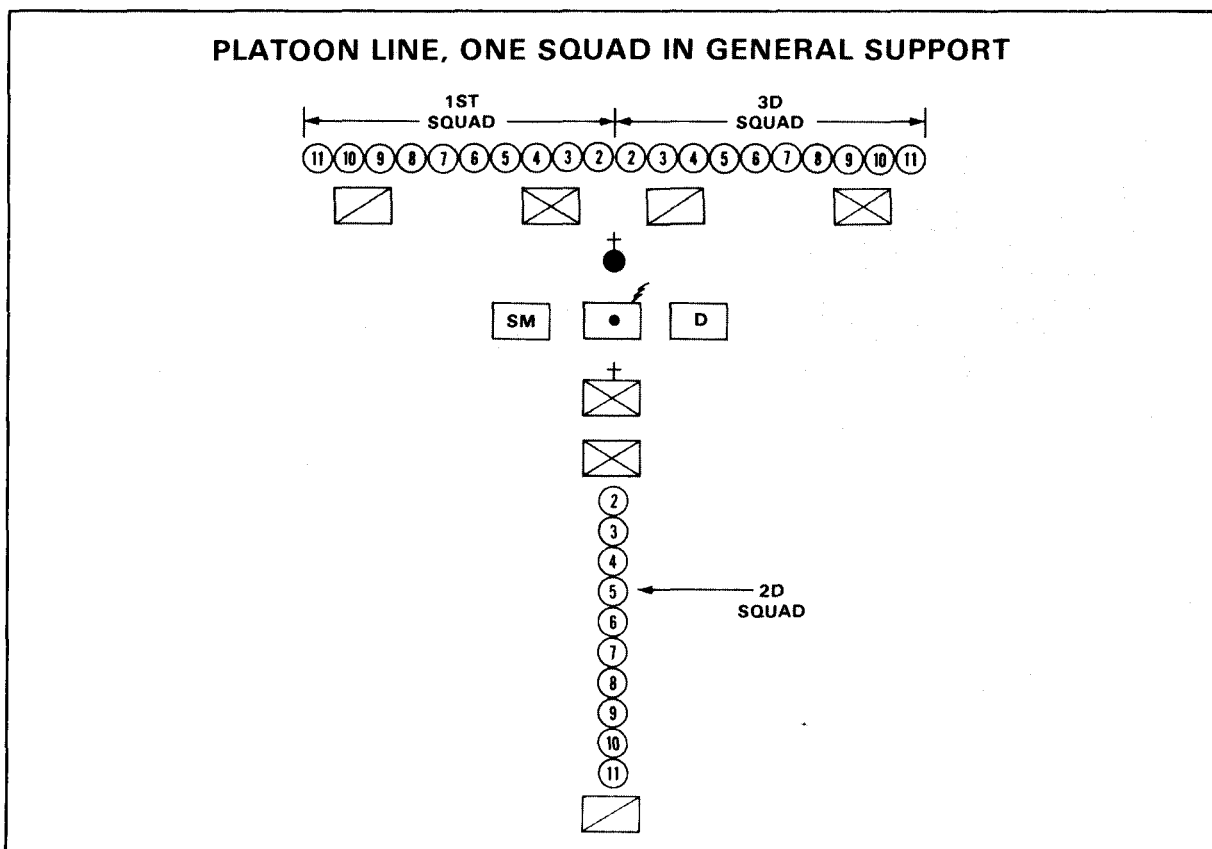 PLATOON LINE, ONE SQUAD IN GENERAL SUPPORT
1ST
SQUAD
3D
SQUAD
11 10 9 8 7 6 5 4 3 2 2 3 4 5 6 7 8 9 10 11
SM
D
2
3
4
5
2D
SQUAD
6
7
8
9
10
11